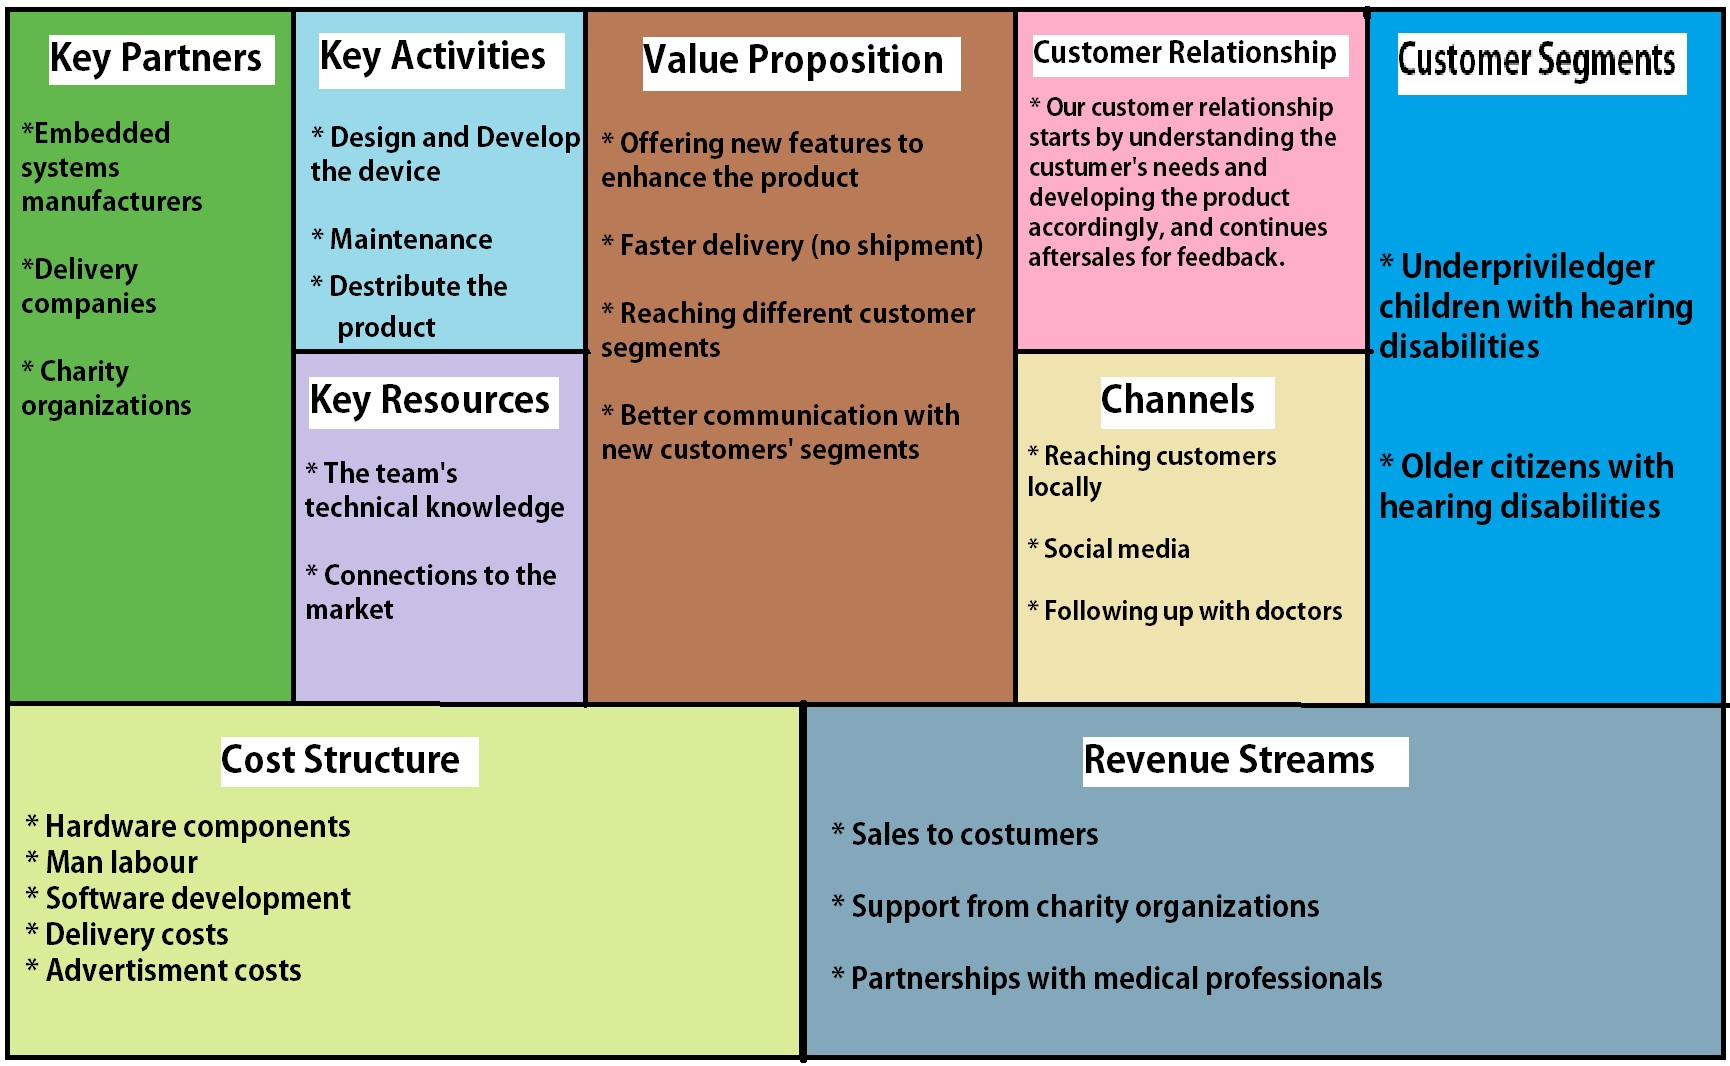 Key Partners
*Embedded
systems
manufacturers
*Delivery
companies
* Charity
organizations
Key Activities
* Design and Develop
the device
* Maintenance
* Destribute the
product
Key Resources
* The team's
technical knowledge
* Connections to the
market
Value Proposition
* Offering new features to
enhance the product
* Faster delivery (no shipment)
* Reaching different customer
segments
* Better communication with
new customers' segments
Customer Relationship
* Our customer relationship
starts by understanding the
custumer's needs and
developing the product
accordingly, and continues
aftersales for feedback.
Channels
* Reaching customers
locally
* Social media
* Following up with doctors
Customer Segments
* Underpriviledger
children with hearing
disabilities
* Older citizens with
hearing disabilities
Cost Structure
* Hardware components
* Man labour
* Software development
* Delivery costs
* Advertisment costs
Revenue Streams
* Sales to costumers
* Support from charity organizations
* Partnerships with medical professionals